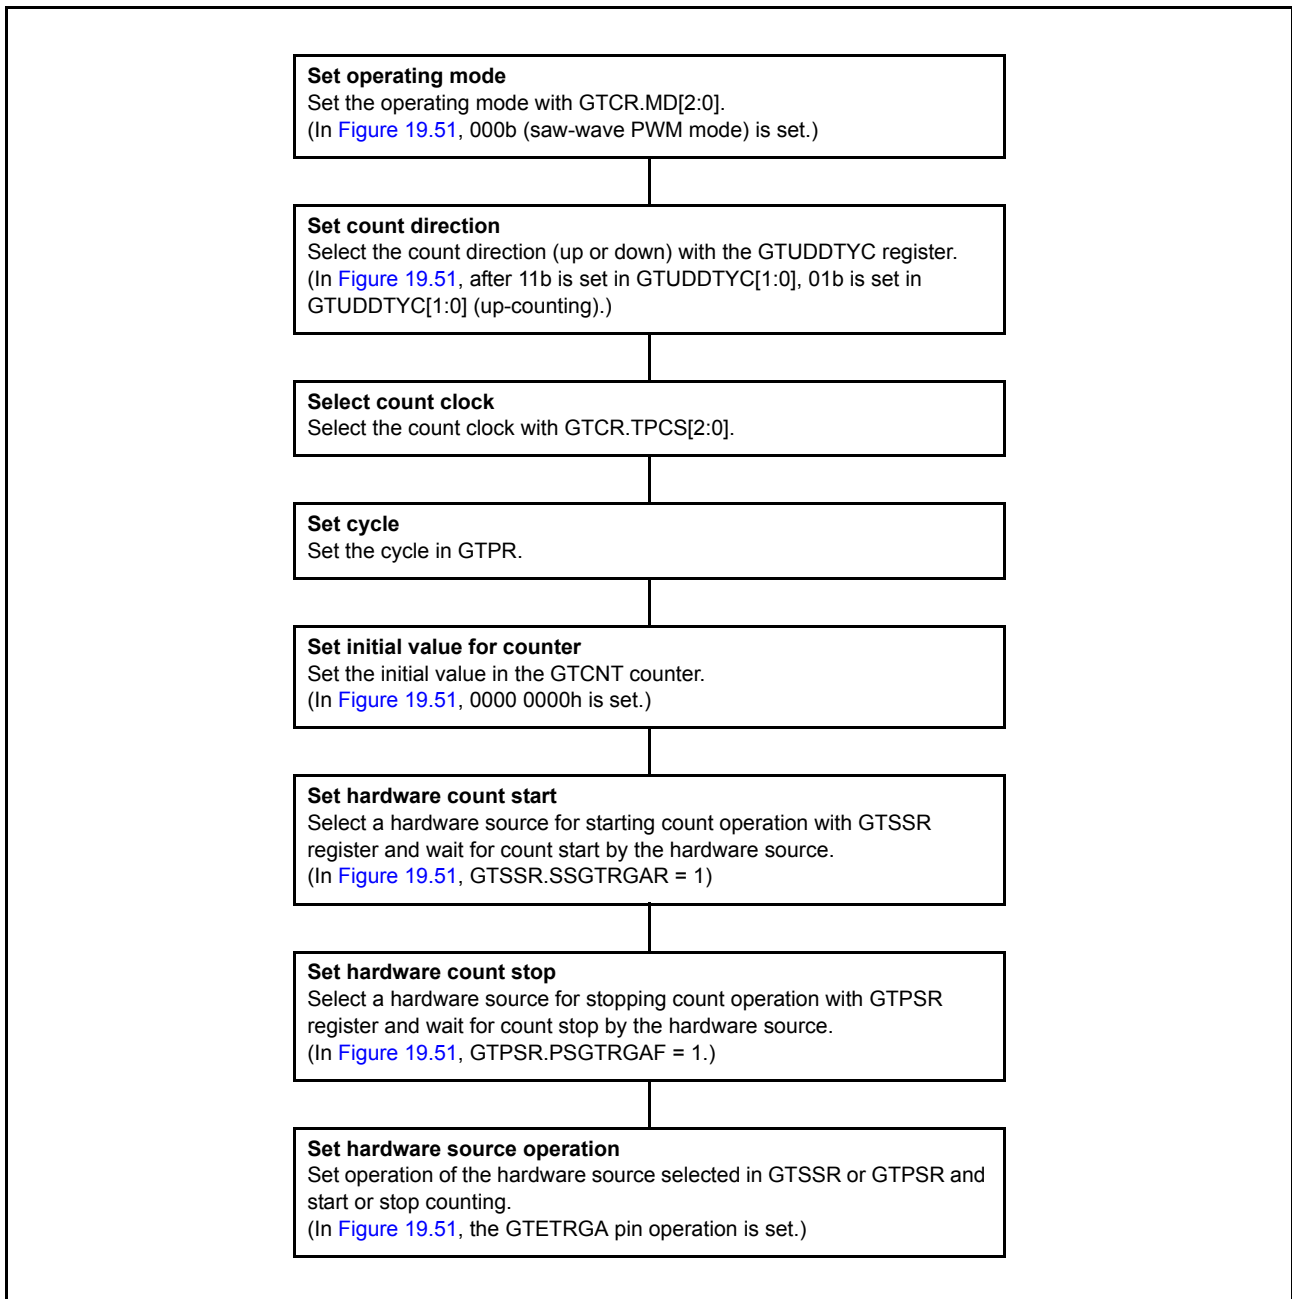 Set operating mode
Set the operating mode with GTCR.MD[2:0].
(In Figure 19.51, 000b (saw-wave PWM mode) is set.)
Set count direction
Select the count direction (up or down) with the GTUDDTYC register.
(In Figure 19.51, after 11b is set in GTUDDTYC[1:0], 01b is set in
GTUDDTYC[1:0] (up-counting).)
Select count clock
Select the count clock with GTCR.TPCS[2:0].
Set cycle
Set the cycle in GTPR.
Set initial value for counter
Set the initial value in the GTCNT counter.
(In Figure 19.51, 0000 0000h is set.)
Set hardware count start
Select a hardware source for starting count operation with GTSSR
register and wait for count start by the hardware source.
(In Figure 19.51, GTSSR.SSGTRGAR = 1)
Set hardware count stop
Select a hardware source for stopping count operation with GTPSR
register and wait for count stop by the hardware source.
(In Figure 19.51, GTPSR.PSGTRGAF = 1.)
Set hardware source operation
Set operation of the hardware source selected in GTSSR or GTPSR and
start or stop counting.
(In Figure 19.51, the GTETRGA pin operation is set.)